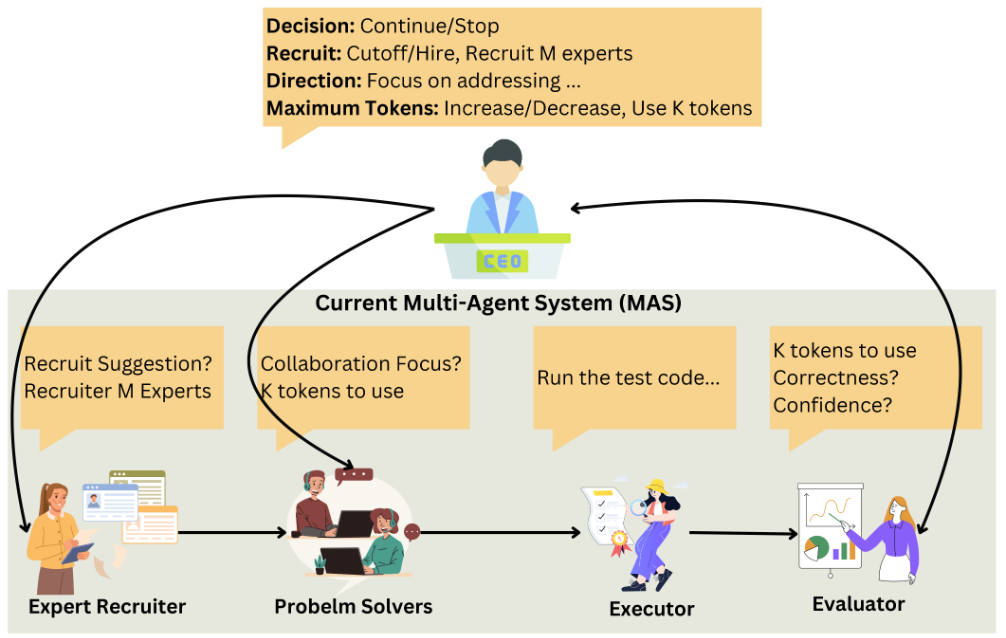 Decision: Continue/Stop
Recruit: Cutoff/Hire, Recruit M experts
Direction: Focus on addressing ...
Maximum Tokens: Increase/Decrease, Use K tokens
CEO
Current Multi-Agent System (MAS)
Recruit Suggestion?
Recruiter M Experts
Collaboration Focus?
K tokens to use
Run the test code...
K tokens to use
Correctness?
Confidence?
Expert Recruiter
Probelm Solvers
Executor
Evaluator